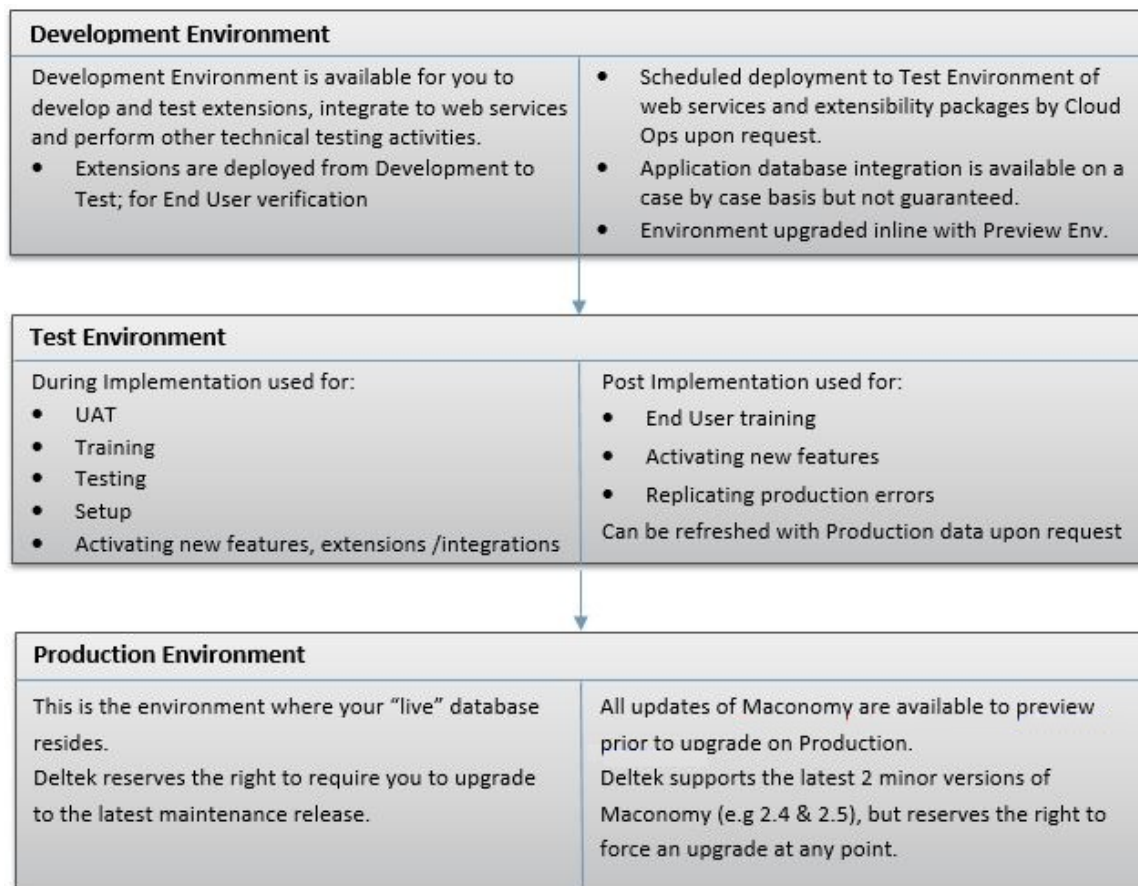 Development Environment
Development Environment is available for you to
develop and test extensions, integrate to web services
and perform other technical testing activities.
• Extensions are deployed from Development to
Test; for End User verification
• Scheduled deployment to Test Environment of
web services and extensibility packages by Cloud
Ops upon request.
• Application database integration is available on a
case by case basis but not guaranteed.
• Environment upgraded inline with Preview Env.
Test Environment
During Implementation used for:
• UAT
• Training
• Testing
• Setup
• Activating new features, extensions /integrations
Post Implementation used for:
• End User training
• Activating new features
• Replicating production errors
Can be refreshed with Production data upon request
Production Environment
This is the environment where your “live” database
resides.
Deltek reserves the right to require you to upgrade
to the latest maintenance release.
All updates of Maconomy are available to preview
prior to upgrade on Production.
Deltek supports the latest 2 minor versions of
Maconomy (e.g 2.4 & 2.5), but reserves the right to
force an upgrade at any point.